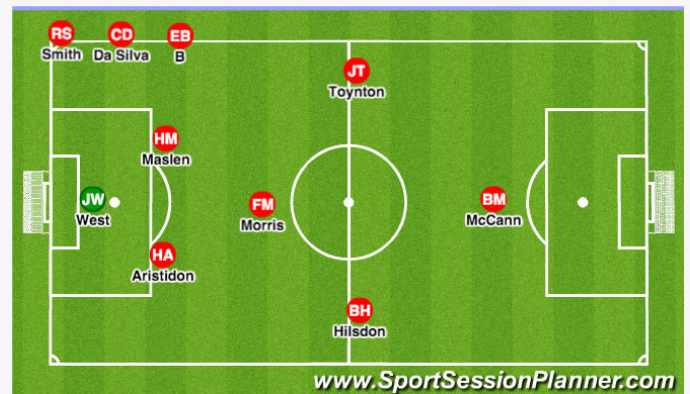 RS CD EB
Smith Da Silva B
JT
Toynton
HM
Maslen
JW
West
FM
Morris
BM
McCann
HA
Aristidon
BH
Hilsdon
www.SportSessionPlanner.com